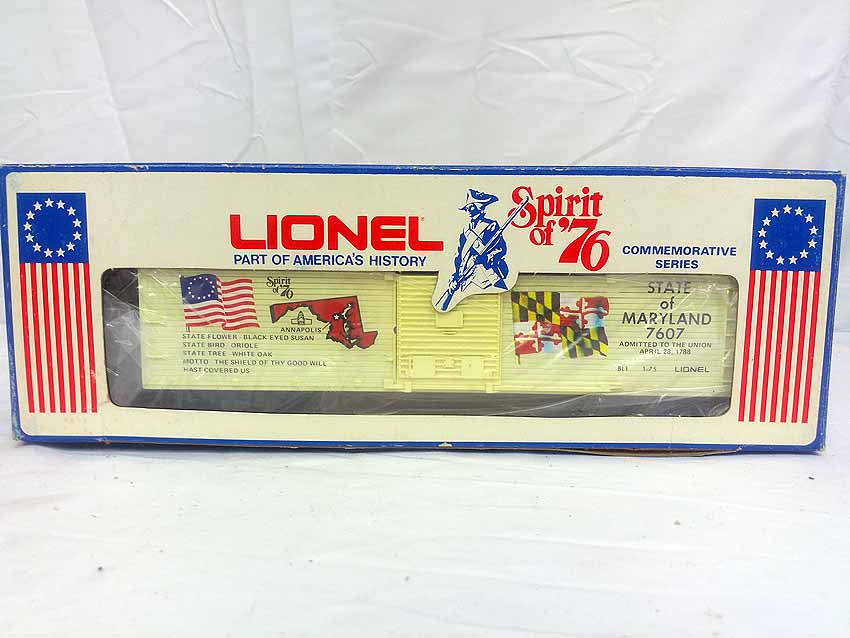 LIONEL
PART OF AMERICA'S HISTORY
Spirit
of '76
COMMEMORATIVE
SERIES
Spirit
of '76
ANNAPOLIS
STATE FLOWER - BLACK EYED SUSAN
STATE BIRD - ORIOLE
STATE TREE - WHITE OAK
MOTTO - THE SHIELD OF THY GOOD WILL
HAST COVERED US
STATE
of
MARYLAND
7607
ADMITTED TO THE UNION
APRIL 28, 1788
BLT 1-75 LIONEL